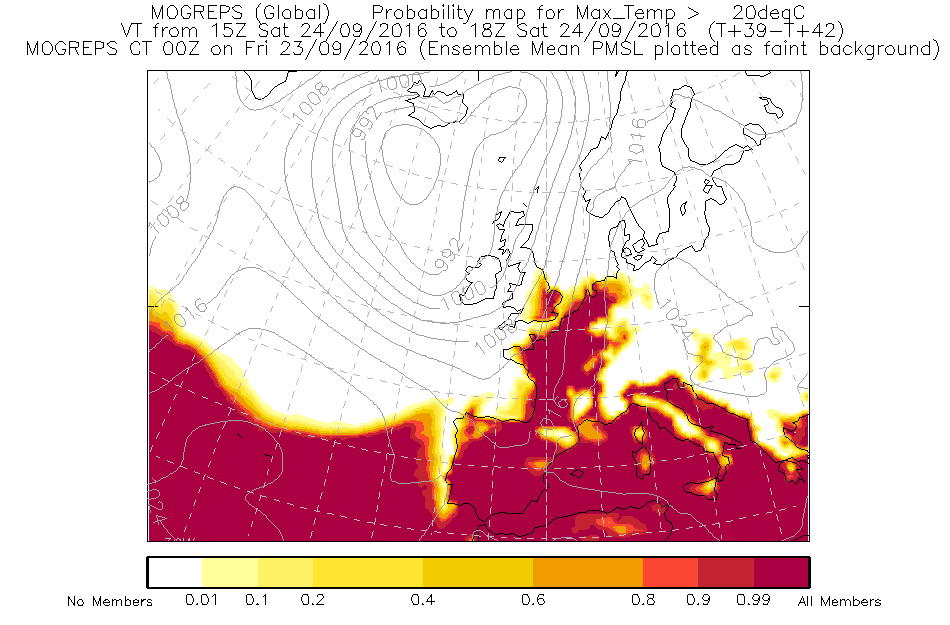 MOGREPS (Global) Probability map for Max_Temp > 20degC
VT from 15Z Sat 24/09/2016 to 18Z Sat 24/09/2016 (T+39-T+42)
MOGREPS CT 00Z on Fri 23/09/2016 (Ensemble Mean PMSL plotted as faint background)
1008
1000
992
1016
1008
992
1000
1016
No Members 0.01 0.1 0.2 0.4 0.6 0.8 0.9 0.99 All Members